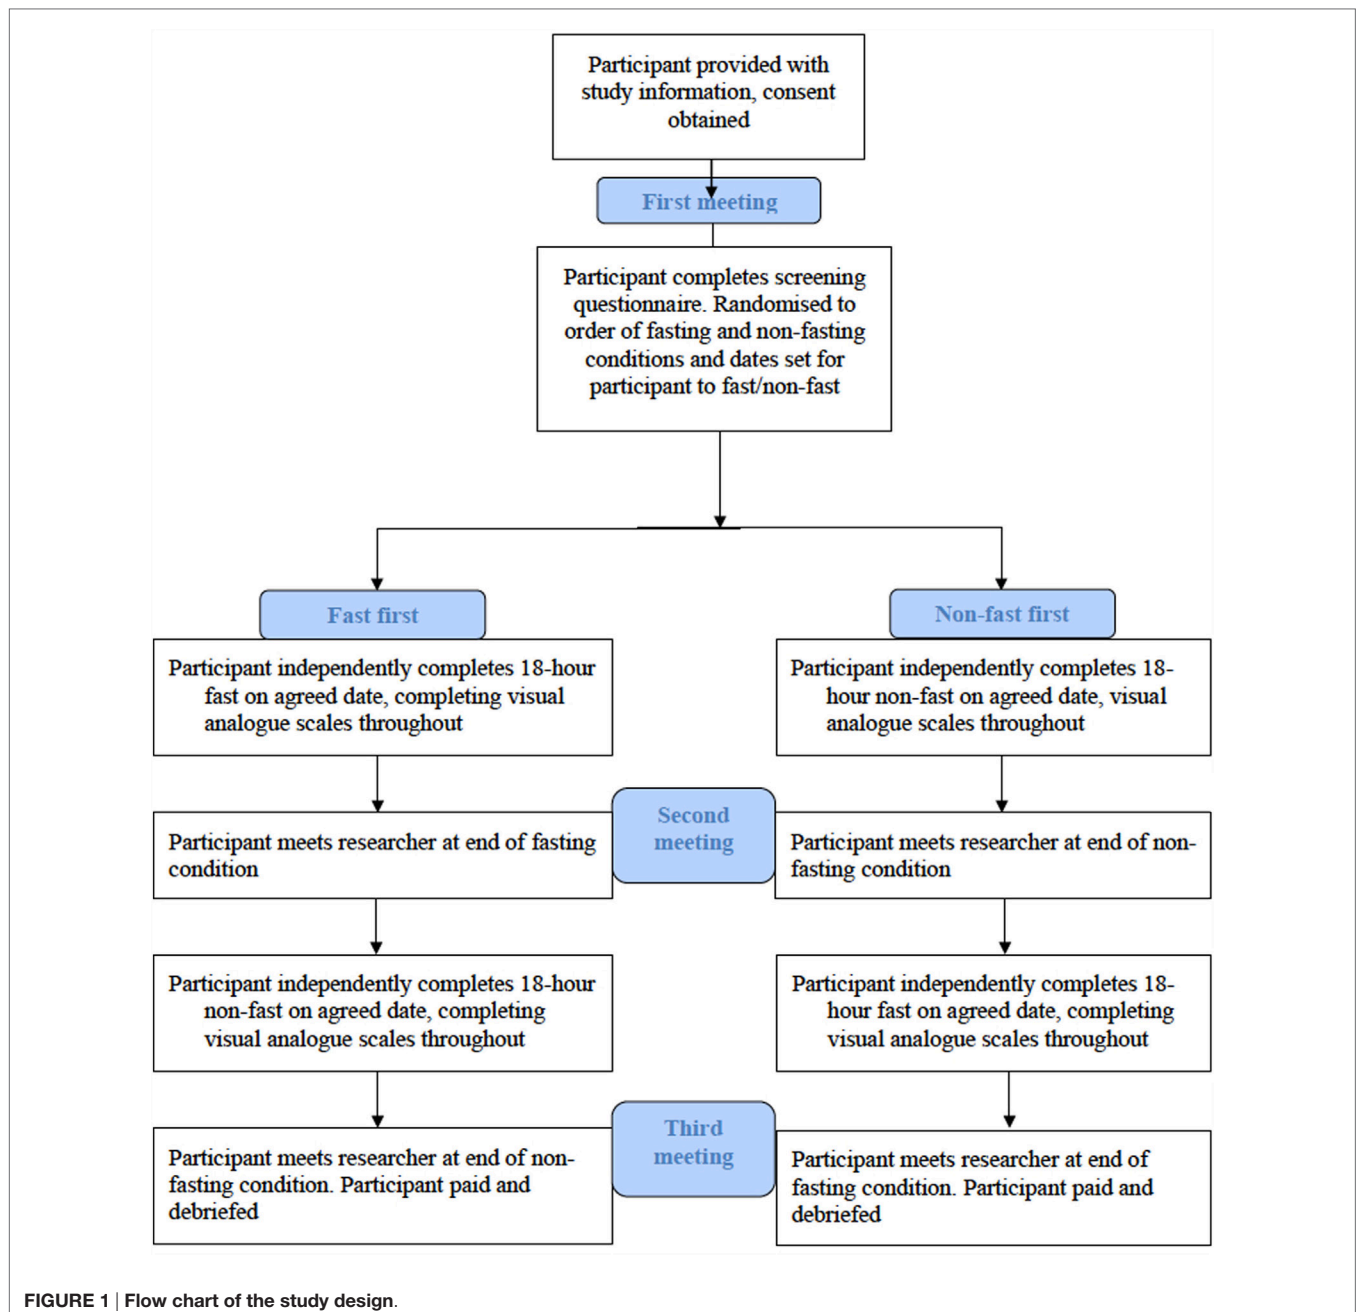 Participant provided with
study information, consent
obtained
First meeting
Participant completes screening
questionnaire. Randomised to
order of fasting and non-fasting
conditions and dates set for
participant to fast/non-fast
Fast first
Participant independently completes 18-hour
fast on agreed date, completing visual
analogue scales throughout
Non-fast first
Participant independently completes 18-
hour non-fast on agreed date, visual
analogue scales throughout
Participant meets researcher at end of fasting
condition
Second
meeting
Participant meets researcher at end of non-
fasting condition
Participant independently completes 18-hour
non-fast on agreed date, completing
visual analogue scales throughout
Participant independently completes 18-
hour fast on agreed date, completing
visual analogue scales throughout
Participant meets researcher at end of non-
fasting condition. Participant paid and
debriefed
Third
meeting
Participant meets researcher at end of
fasting condition. Participant paid and
debriefed
FIGURE 1 | Flow chart of the study design.